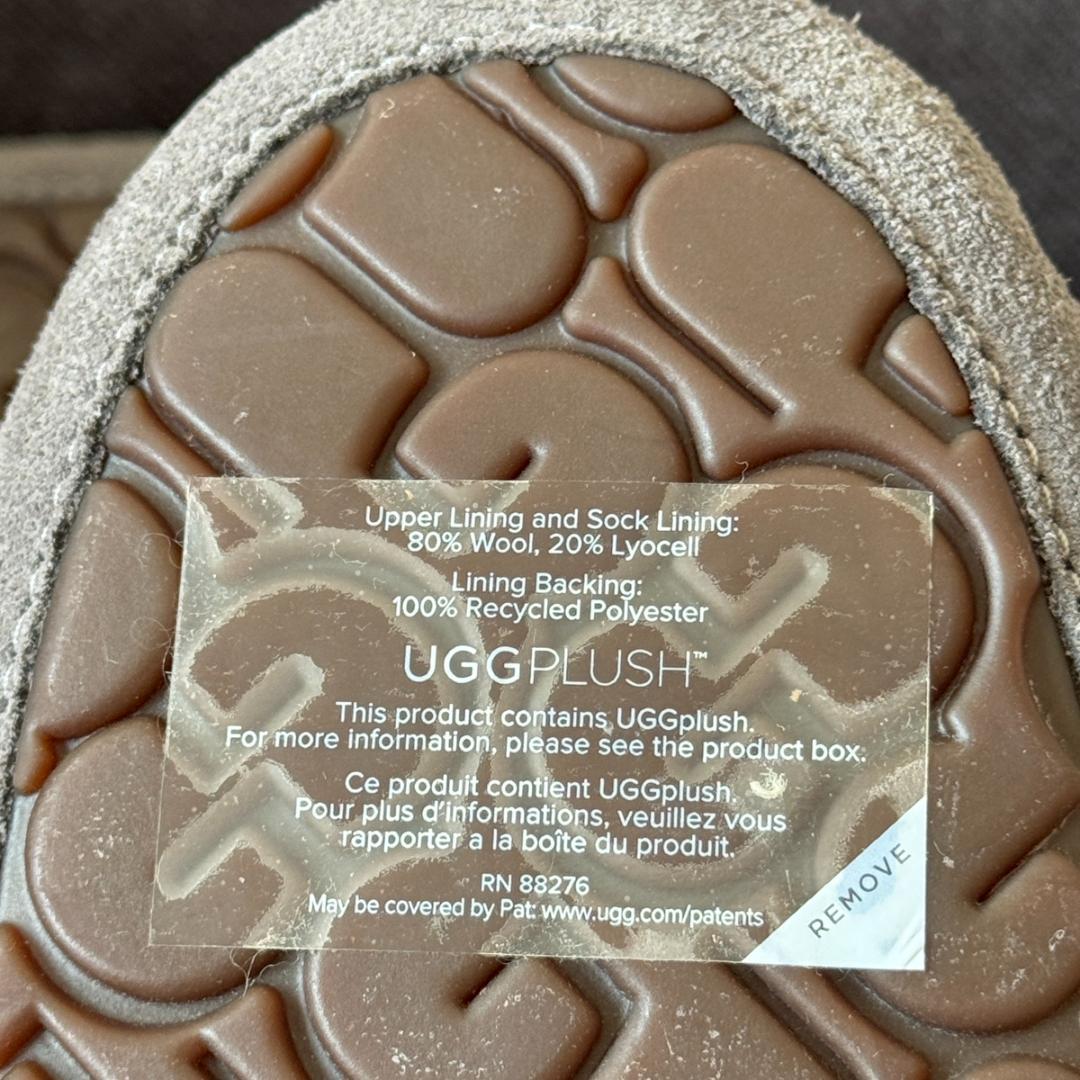 Upper Lining and Sock Lining:
80% Wool, 20% Lyocell
Lining Backing:
100% Recycled Polyester
UGGPLUSH™
This product contains UGGplush.
For more information, please see the product box.
Ce produit contient UGGplush.
Pour plus d'informations, veuillez vous
rapporter a la boîte du produit.
RN 88276
May be covered by Pat: www.ugg.com/patents
REMOVE